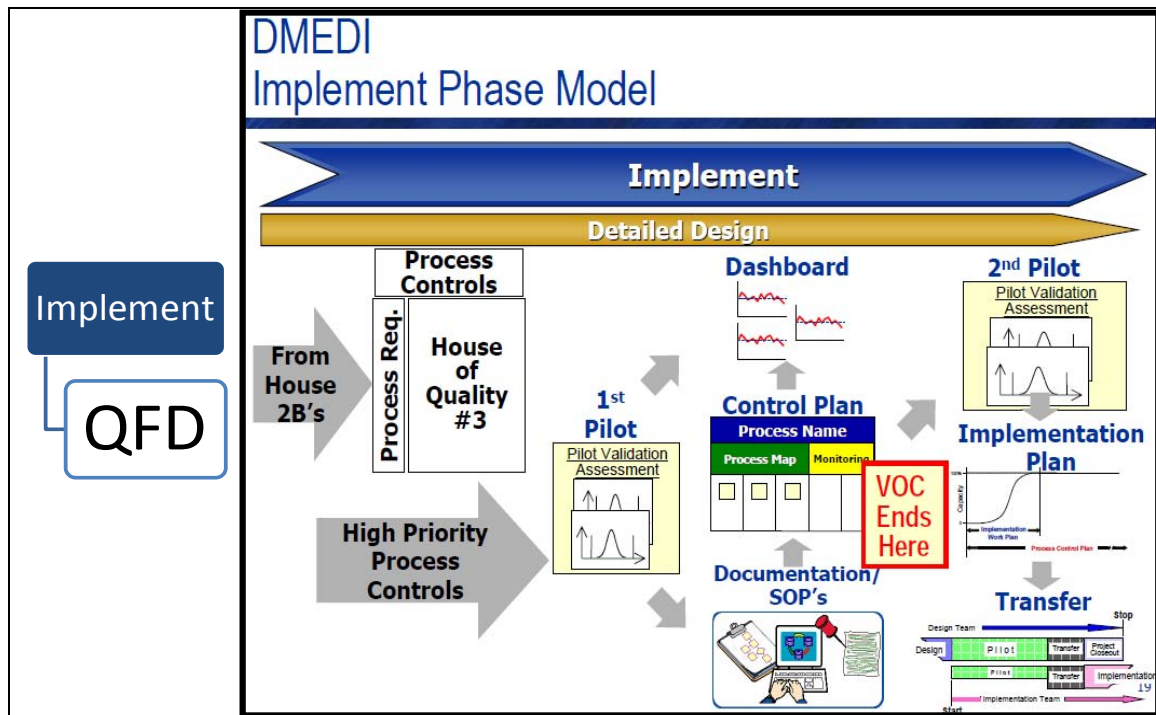 DMEDI
Implement Phase Model
Implement
Detailed Design
Implement
QFD
From
House
2B's
Process
Controls
Process Req.
House
of
Quality
#3
High Priority
Process
Controls
1st
Pilot
Pilot Validation
Assessment
Dashboard
Control Plan
Process Name
Process Map
Monitoring
VOC
Ends
Here
Documentation/
SOP's
2nd Pilot
Pilot Validation
Assessment
Implementation
Plan
100%
Capacity
0
Implementation
Work Plan
Process Control Plan
Transfer
Stop
Design Team
Design
Pilot
Transfer
Project
Closeout
Pilot
Transfer
Implementation
19
Implementation Team
Start